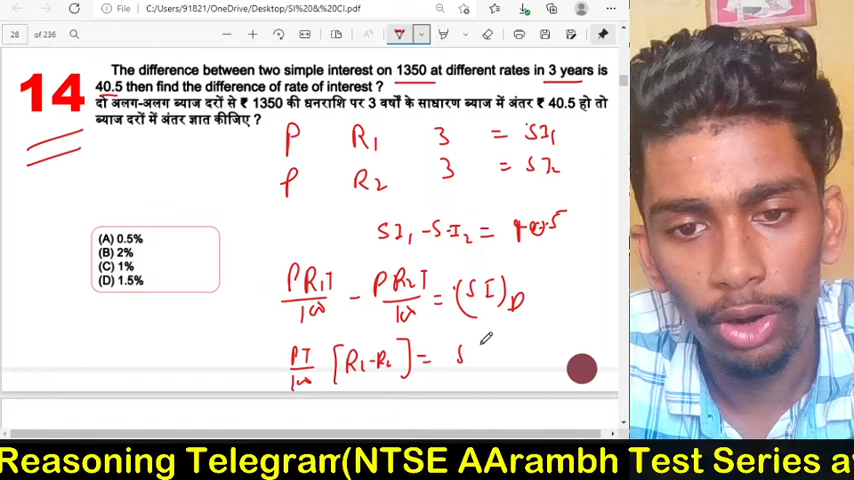 File
C:/Users/91821/OneDrive/Desktop/SI%20&%20CI.pdf
28 of 236
14
The difference between two simple interest on 1350 at different rates in 3 years is
40.5 then find the difference of rate of interest ?
दो अलग-अलग ब्याज दरों से ₹ 1350 की धनराशि पर 3 वर्षों के साधारण ब्याज में अंतर ₹ 40.5 हो तो
ब्याज दरों में अंतर ज्ञात कीजिए ?
P R1 3 = SI1
P R2 3 = SI2
SI1 - S.I2 = 40.5
(A) 0.5%
(B) 2%
(C) 1%
(D) 1.5%
PR1T/100 - PR2T/100 = (SI)D
PT/100 [R1-R2] = S
Reasoning Telegram(NTSE AArambh Test Series a